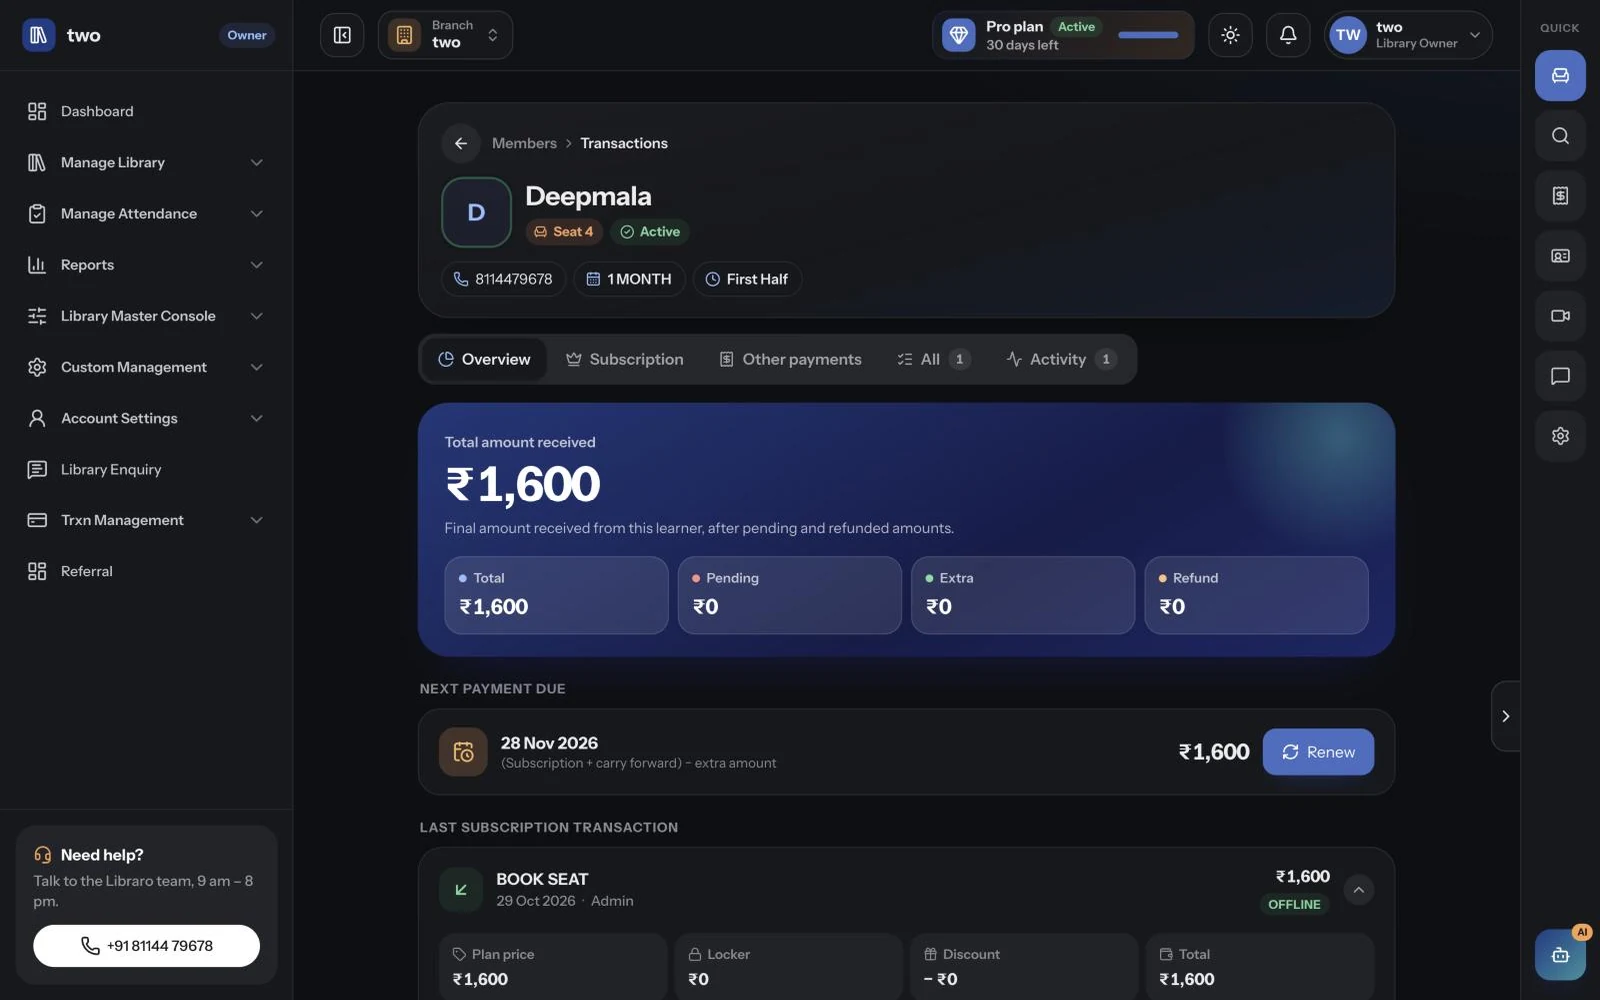 two
Owner
Branch
two
Pro plan Active
30 days left
TW
two
Library Owner
QUICK
Dashboard
Manage Library
Manage Attendance
Reports
Library Master Console
Custom Management
Account Settings
Library Enquiry
Trxn Management
Referral
Need help?
Talk to the Libraro team, 9 am – 8
pm.
+91 81144 79678
Members > Transactions
D
Deepmala
Seat 4
Active
8114479678
1 MONTH
First Half
Overview
Subscription
Other payments
All 1
Activity 1
Total amount received
₹1,600
Final amount received from this learner, after pending and refunded amounts.
Total
₹1,600
Pending
₹0
Extra
₹0
Refund
₹0
NEXT PAYMENT DUE
28 Nov 2026
(Subscription + carry forward) − extra amount
₹1,600
Renew
LAST SUBSCRIPTION TRANSACTION
BOOK SEAT
29 Oct 2026 · Admin
₹1,600
OFFLINE
Plan price
₹1,600
Locker
₹0
Discount
− ₹0
Total
₹1,600
AI